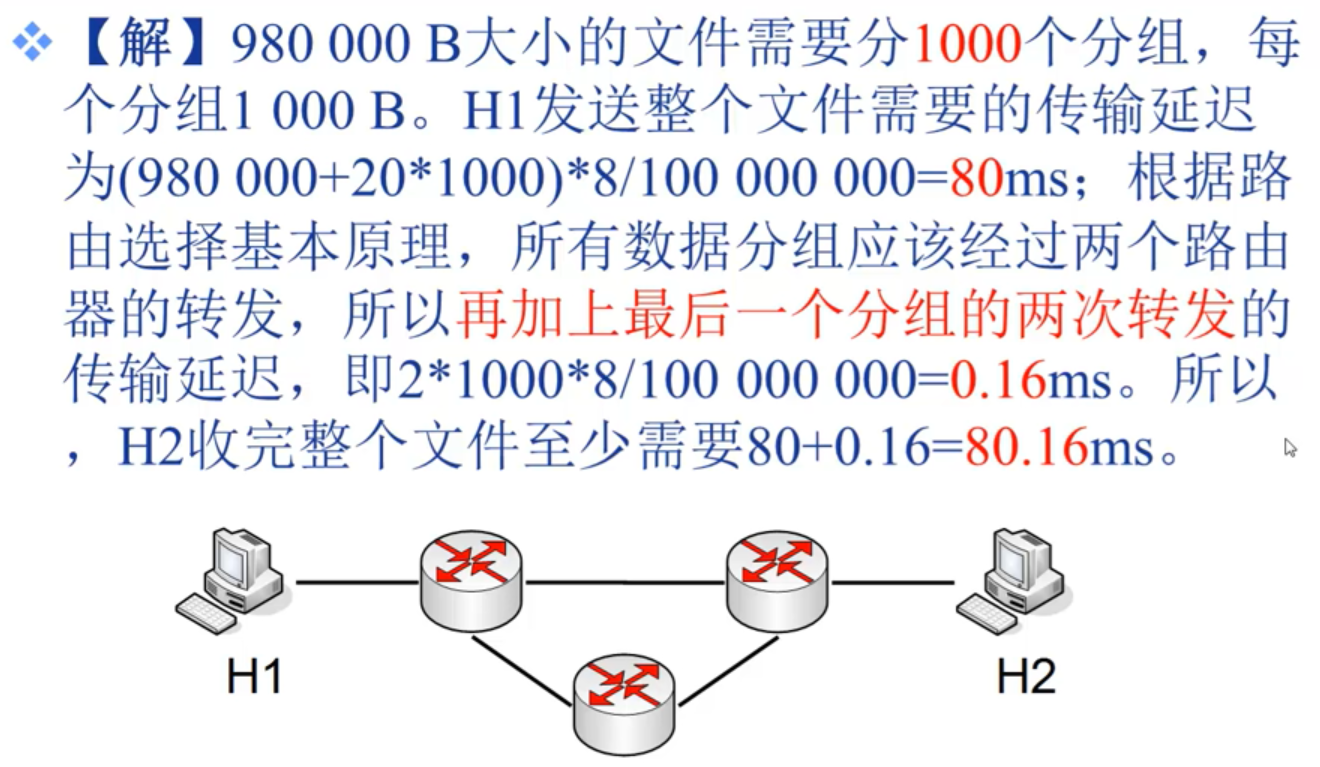 【解】980 000 B大小的文件需要分1000个分组，每
个分组1 000 B。H1发送整个文件需要的传输延迟
为(980 000+20*1000)*8/100 000 000=80ms；根据路
由选择基本原理，所有数据分组应该经过两个路由
器的转发，所以再加上最后一个分组的两次转发的
传输延迟，即2*1000*8/100 000 000=0.16ms。所以
，H2收完整个文件至少需要80+0.16=80.16ms。
H1
H2